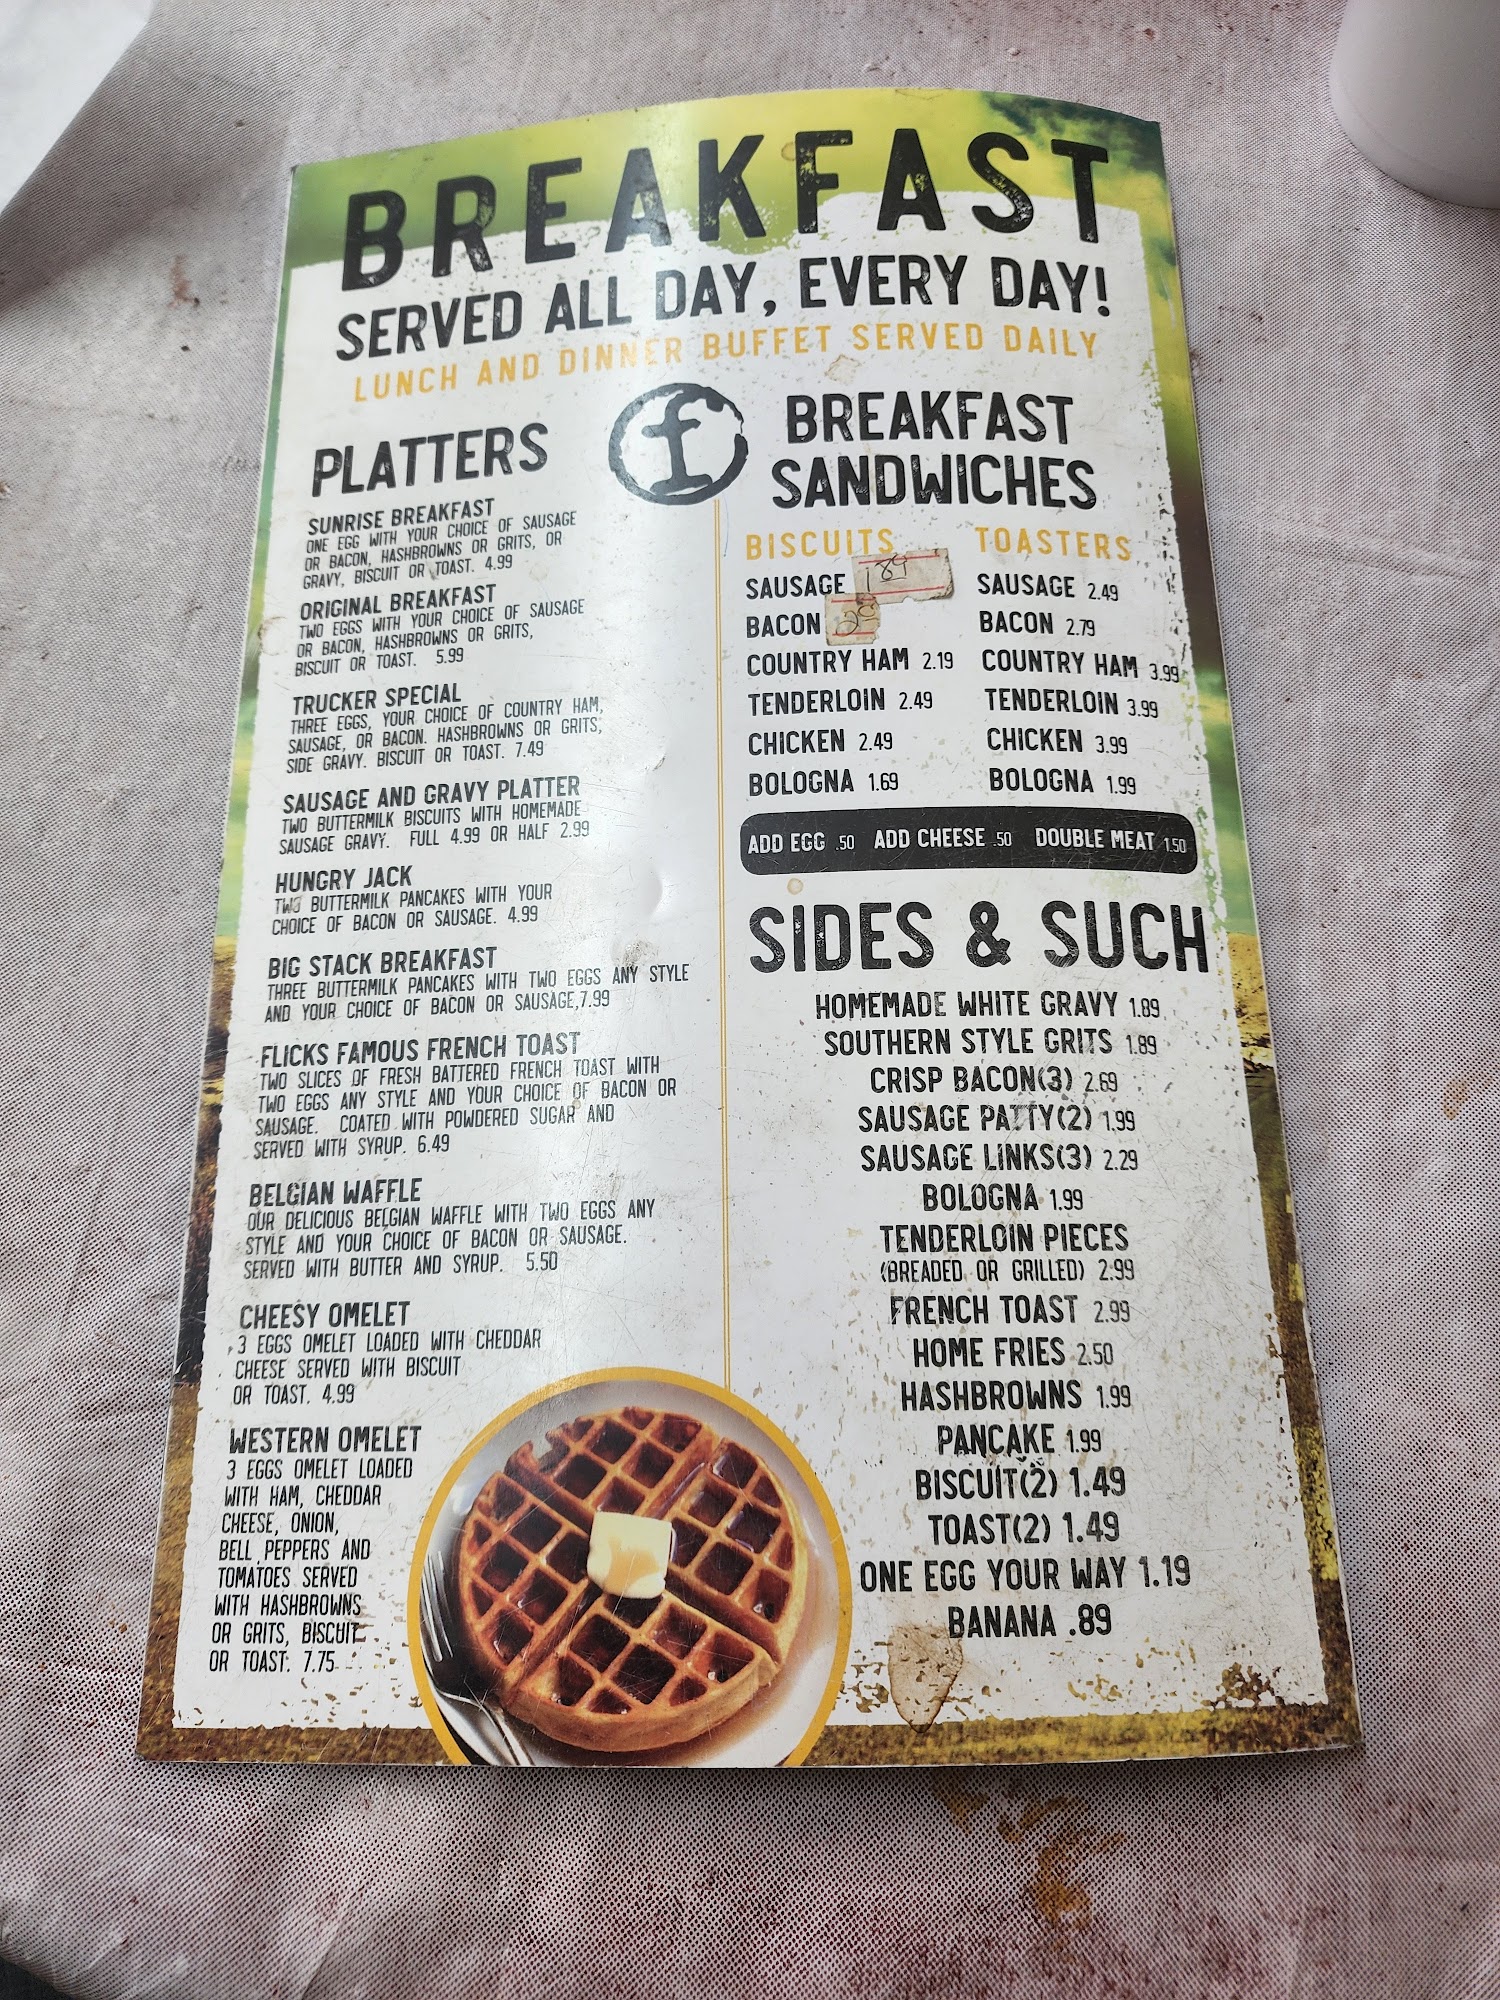 BREAKFAST
SERVED ALL DAY, EVERY DAY!
LUNCH AND DINNER BUFFET SERVED DAILY
f
PLATTERS
SUNRISE BREAKFAST
ONE EGG WITH YOUR CHOICE OF SAUSAGE
OR BACON, HASHBROWNS OR GRITS, OR
GRAVY, BISCUIT OR TOAST. 4.99
ORIGINAL BREAKFAST
TWO EGGS WITH YOUR CHOICE OF SAUSAGE
OR BACON, HASHBROWNS OR GRITS,
BISCUIT OR TOAST. 5.99
TRUCKER SPECIAL
THREE EGGS, YOUR CHOICE OF COUNTRY HAM,
SAUSAGE, OR BACON. HASHBROWNS OR GRITS,
SIDE GRAVY. BISCUIT OR TOAST. 7.49
SAUSAGE AND GRAVY PLATTER
TWO BUTTERMILK BISCUITS WITH HOMEMADE
SAUSAGE GRAVY. FULL 4.99 OR HALF 2.99
HUNGRY JACK
TWO BUTTERMILK PANCAKES WITH YOUR
CHOICE OF BACON OR SAUSAGE. 4.99
BIG STACK BREAKFAST
THREE BUTTERMILK PANCAKES WITH TWO EGGS ANY STYLE
AND YOUR CHOICE OF BACON OR SAUSAGE,7.99
FLICKS FAMOUS FRENCH TOAST
TWO SLICES OF FRESH BATTERED FRENCH TOAST WITH
TWO EGGS ANY STYLE AND YOUR CHOICE OF BACON OR
SAUSAGE. COATED WITH POWDERED SUGAR AND
SERVED WITH SYRUP. 6.49
BELGIAN WAFFLE
OUR DELICIOUS BELGIAN WAFFLE WITH TWO EGGS ANY
STYLE AND YOUR CHOICE OF BACON OR SAUSAGE.
SERVED WITH BUTTER AND SYRUP. 5.50
CHEESY OMELET
3 EGGS OMELET LOADED WITH CHEDDAR
CHEESE SERVED WITH BISCUIT
OR TOAST. 4.99
WESTERN OMELET
3 EGGS OMELET LOADED
WITH HAM, CHEDDAR
CHEESE, ONION,
BELL PEPPERS AND
TOMATOES SERVED
WITH HASHBROWNS
OR GRITS, BISCUIT
OR TOAST. 7.75
BREAKFAST
SANDWICHES
BISCUITS
SAUSAGE 189
BACON
COUNTRY HAM 2.19
TENDERLOIN 2.49
CHICKEN 2.49
BOLOGNA 1.69
TOASTERS
SAUSAGE 2.49
BACON 2.79
COUNTRY HAM 3.99
TENDERLOIN 3.99
CHICKEN 3.99
BOLOGNA 1.99
ADD EGG .50 ADD CHEESE .50 DOUBLE MEAT 1.50
SIDES & SUCH
HOMEMADE WHITE GRAVY 1.89
SOUTHERN STYLE GRITS 1.89
CRISP BACON(3) 2.69
SAUSAGE PATTY(2) 1.99
SAUSAGE LINKS(3) 2.29
BOLOGNA 1.99
TENDERLOIN PIECES
(BREADED OR GRILLED) 2.99
FRENCH TOAST 2.99
HOME FRIES 2.50
HASHBROWNS 1.99
PANCAKE 1.99
BISCUIT(2) 1.49
TOAST(2) 1.49
ONE EGG YOUR WAY 1.19
BANANA .89